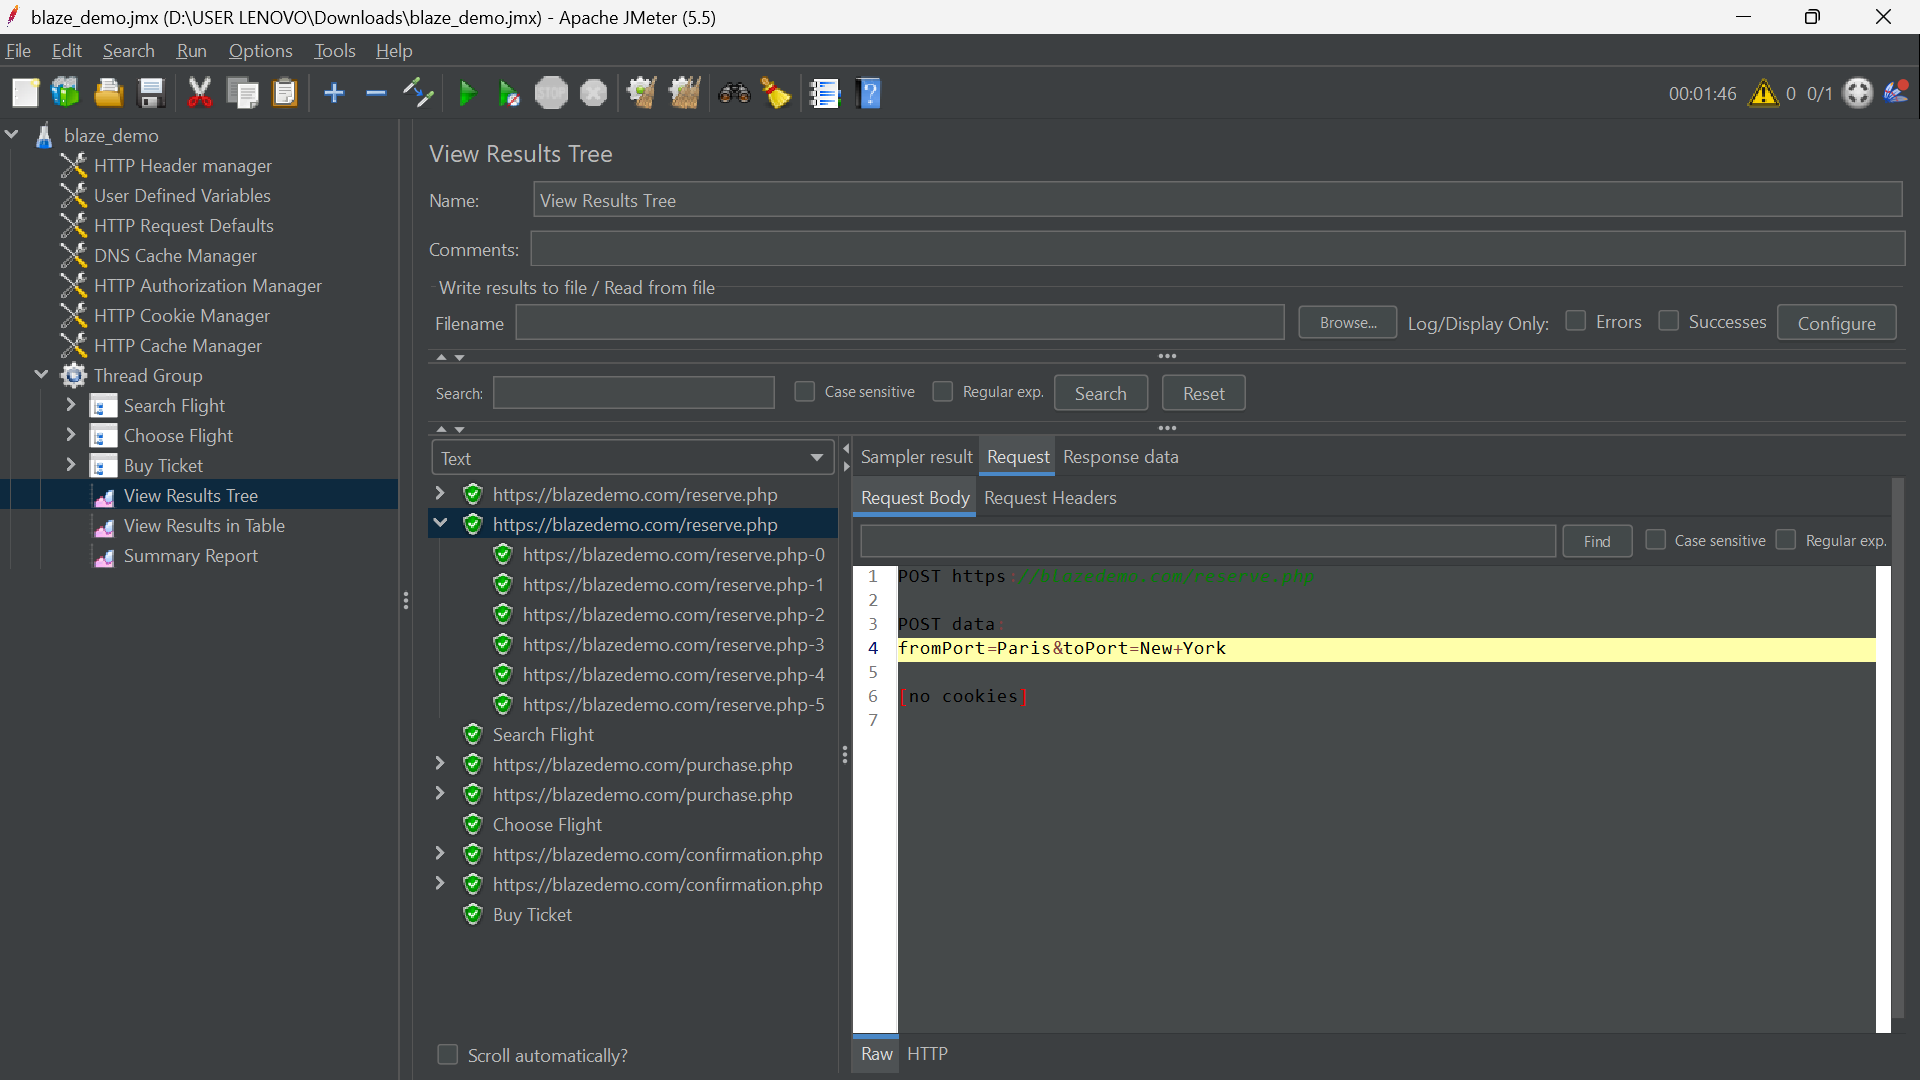 blaze_demo.jmx (D:\USER LENOVO\Downloads\blaze_demo.jmx) - Apache JMeter (5.5)
File Edit Search Run Options Tools Help
STOP
00:01:46 0 0/1
blaze_demo
HTTP Header manager
User Defined Variables
HTTP Request Defaults
DNS Cache Manager
HTTP Authorization Manager
HTTP Cookie Manager
HTTP Cache Manager
Thread Group
Search Flight
Choose Flight
Buy Ticket
View Results Tree
View Results in Table
Summary Report
View Results Tree
Name: View Results Tree
Comments:
Write results to file / Read from file
Filename Browse... Log/Display Only: Errors Successes Configure
Search: Case sensitive Regular exp. Search Reset
Text
https://blazedemo.com/reserve.php
https://blazedemo.com/reserve.php
https://blazedemo.com/reserve.php-0
https://blazedemo.com/reserve.php-1
https://blazedemo.com/reserve.php-2
https://blazedemo.com/reserve.php-3
https://blazedemo.com/reserve.php-4
https://blazedemo.com/reserve.php-5
Search Flight
https://blazedemo.com/purchase.php
https://blazedemo.com/purchase.php
Choose Flight
https://blazedemo.com/confirmation.php
https://blazedemo.com/confirmation.php
Buy Ticket
Scroll automatically?
Sampler result Request Response data
Request Body Request Headers
Find Case sensitive Regular exp.
1 POST https://blazedemo.com/reserve.php
2
3 POST data:
4 fromPort=Paris&toPort=New+York
5
6 [no cookies]
7
Raw HTTP